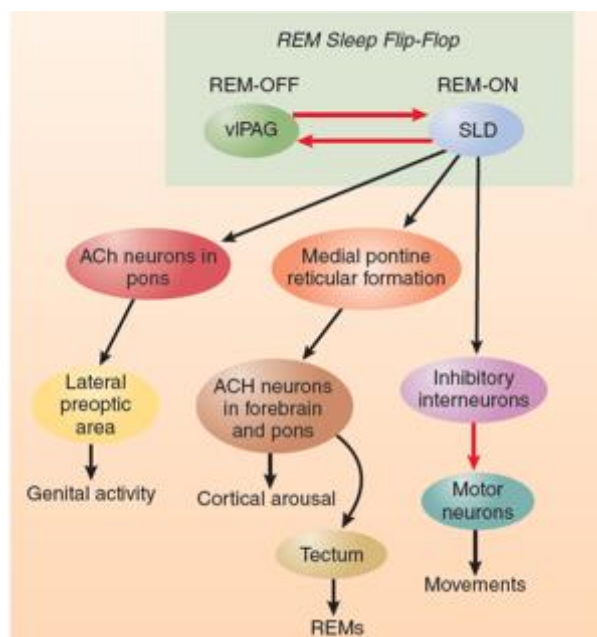 REM Sleep Flip-Flop
REM-OFF
REM-ON
vlPAG
SLD
ACh neurons in
pons
Medial pontine
reticular formation
Lateral
preoptic
area
ACH neurons
in forebrain
and pons
Inhibitory
interneurons
Genital activity
Cortical arousal
Motor
neurons
Tectum
Movements
REMs